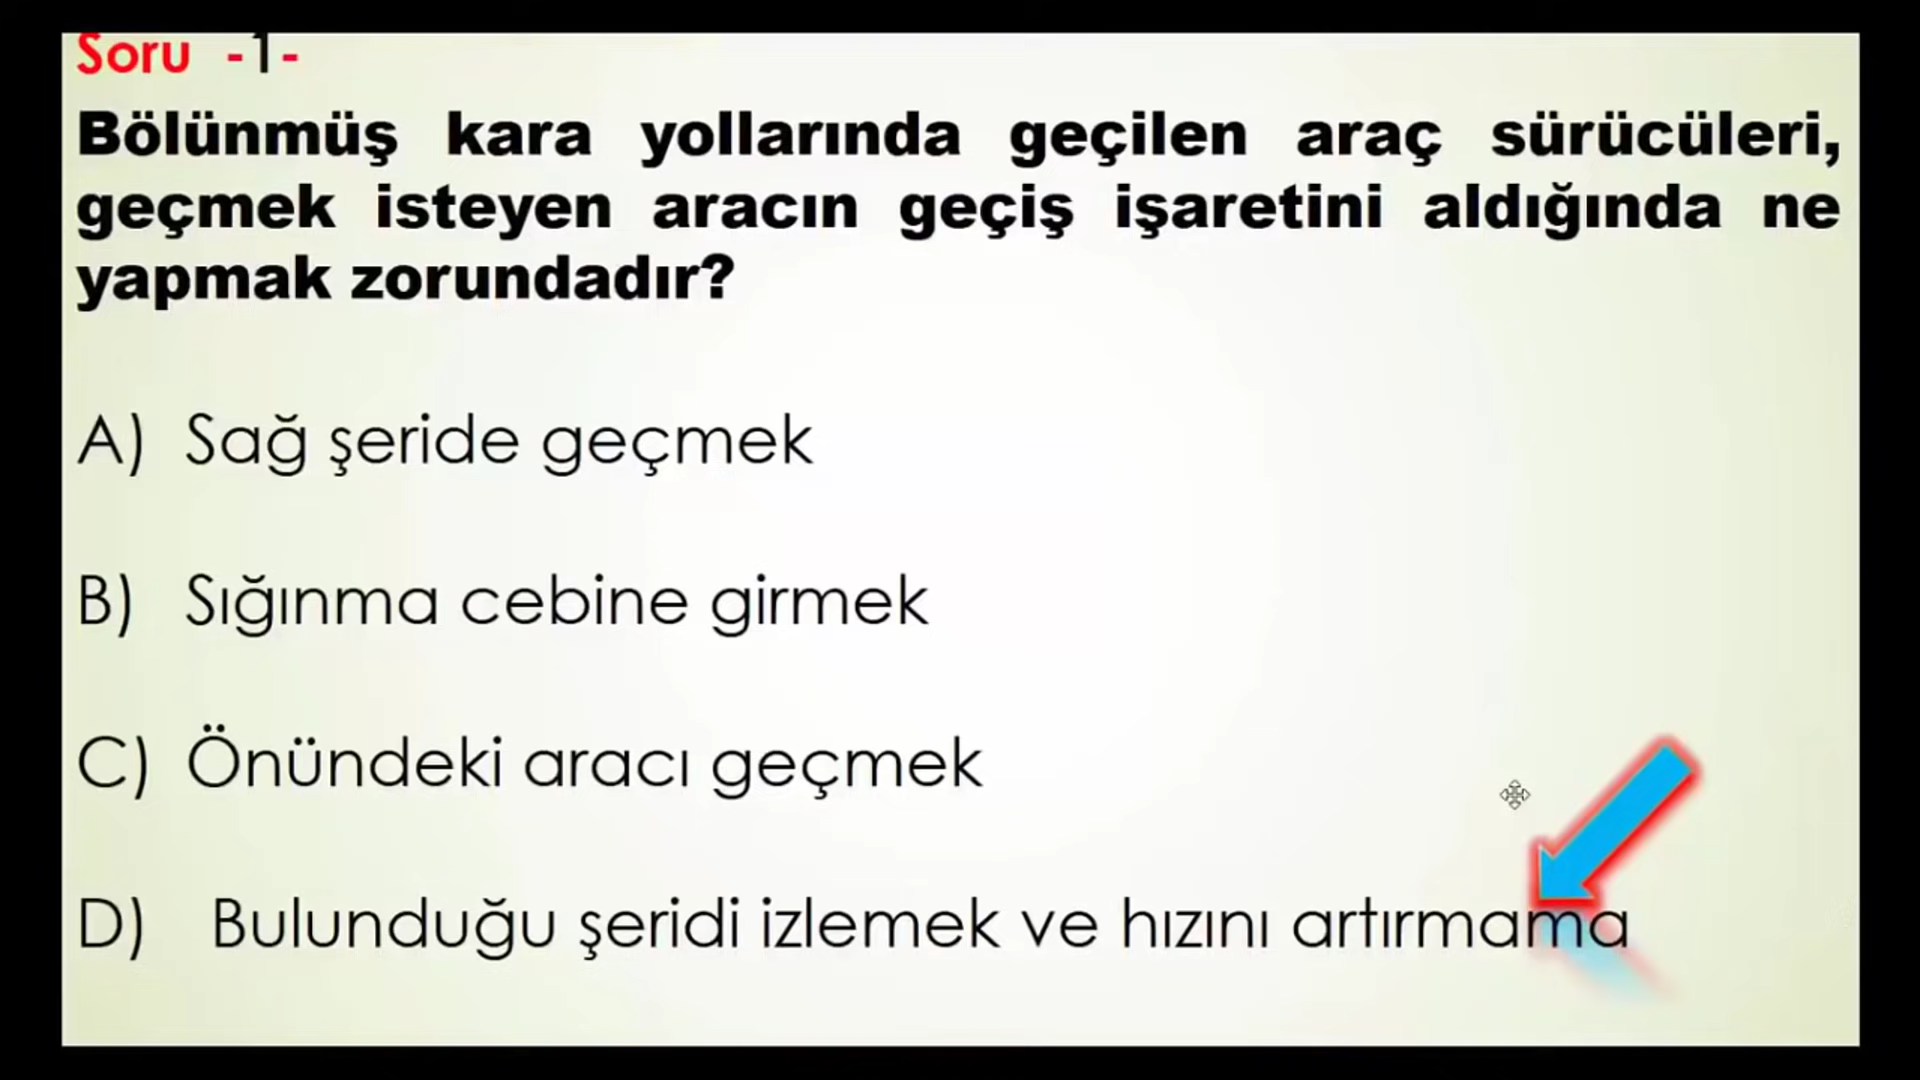 Soru -1-
Bölünmüş kara yollarında geçilen araç sürücüleri,
geçmek isteyen aracın geçiş işaretini aldığında ne
yapmak zorundadır?
A) Sağ şeride geçmek
B) Sığınma cebine girmek
C) Önündeki aracı geçmek
D) Bulunduğu şeridi izlemek ve hızını artırmama